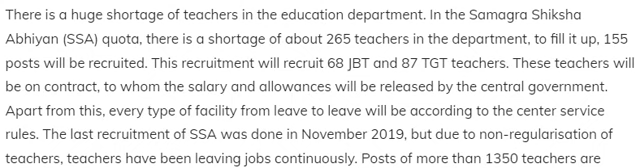 There is a huge shortage of teachers in the education department. In the Samagra Shiksha
Abhiyan (SSA) quota, there is a shortage of about 265 teachers in the department, to fill it up, 155
posts will be recruited. This recruitment will recruit 68 JBT and 87 TGT teachers. These teachers will
be on contract, to whom the salary and allowances will be released by the central government.
Apart from this, every type of facility from leave to leave will be according to the center service
rules. The last recruitment of SSA was done in November 2019, but due to non-regularisation of
teachers, teachers have been leaving jobs continuously. Posts of more than 1350 teachers are